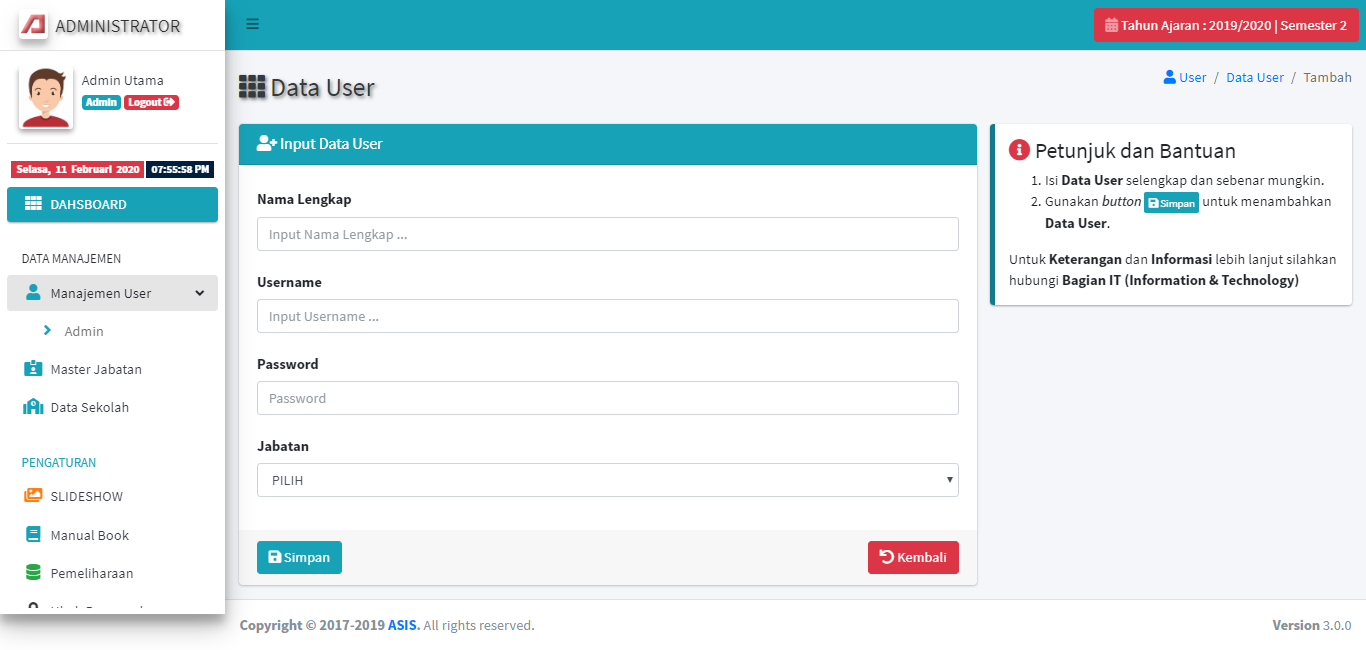 ADMINISTRATOR
Tahun Ajaran : 2019/2020 | Semester 2
Admin Utama
Admin Logout
Selasa, 11 Februari 2020 07:55:58 PM
DAHSBOARD
DATA MANAJEMEN
Manajemen User
Admin
Master Jabatan
Data Sekolah
PENGATURAN
SLIDESHOW
Manual Book
Pemeliharaan
Data User
User / Data User / Tambah
Input Data User
Nama Lengkap
Input Nama Lengkap ...
Username
Input Username ...
Password
Password
Jabatan
PILIH
Simpan
Kembali
Petunjuk dan Bantuan
1. Isi Data User selengkap dan sebenar mungkin.
2. Gunakan button Simpan untuk menambahkan
Data User.
Untuk Keterangan dan Informasi lebih lanjut silahkan
hubungi Bagian IT (Information & Technology)
Copyright © 2017-2019 ASIS. All rights reserved.
Version 3.0.0